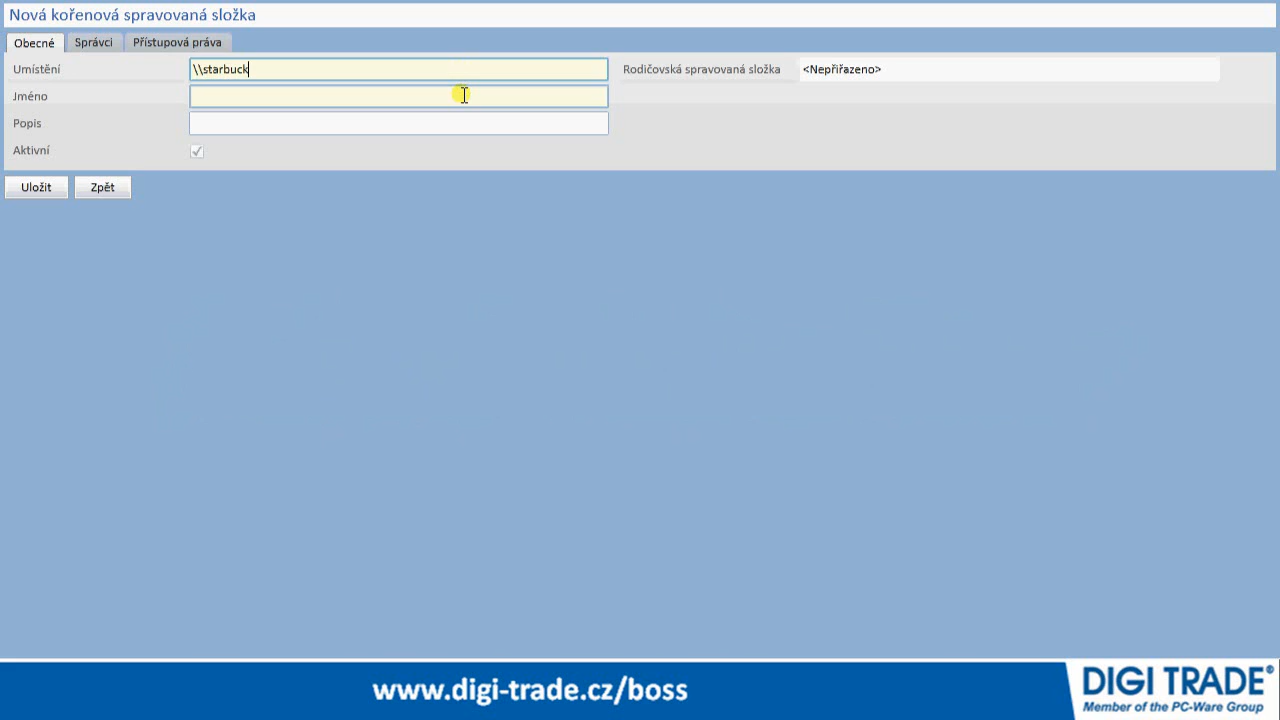 Nová kořenová spravovaná složka
Obecné Správci Přístupová práva
Umístění \\starbuck Rodičovská spravovaná složka <Nepřiřazeno>
Jméno
Popis
Aktivní
Uložit Zpět
www.digi-trade.cz/boss
DIGI TRADE®
Member of the PC-Ware Group